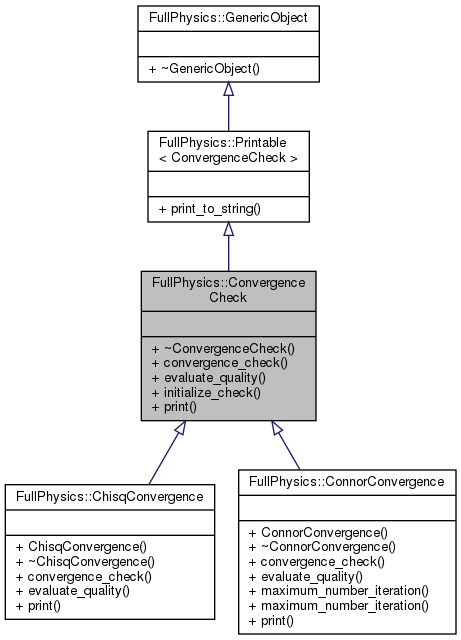 FullPhysics::GenericObject
+ ~GenericObject()
FullPhysics::Printable
< ConvergenceCheck >
+ print_to_string()
FullPhysics::Convergence
Check
+ ~ConvergenceCheck()
+ convergence_check()
+ evaluate_quality()
+ initialize_check()
+ print()
FullPhysics::ChisqConvergence
+ ChisqConvergence()
+ ~ChisqConvergence()
+ convergence_check()
+ evaluate_quality()
+ print()
FullPhysics::ConnorConvergence
+ ConnorConvergence()
+ ~ConnorConvergence()
+ convergence_check()
+ evaluate_quality()
+ maximum_number_iteration()
+ maximum_number_iteration()
+ print()